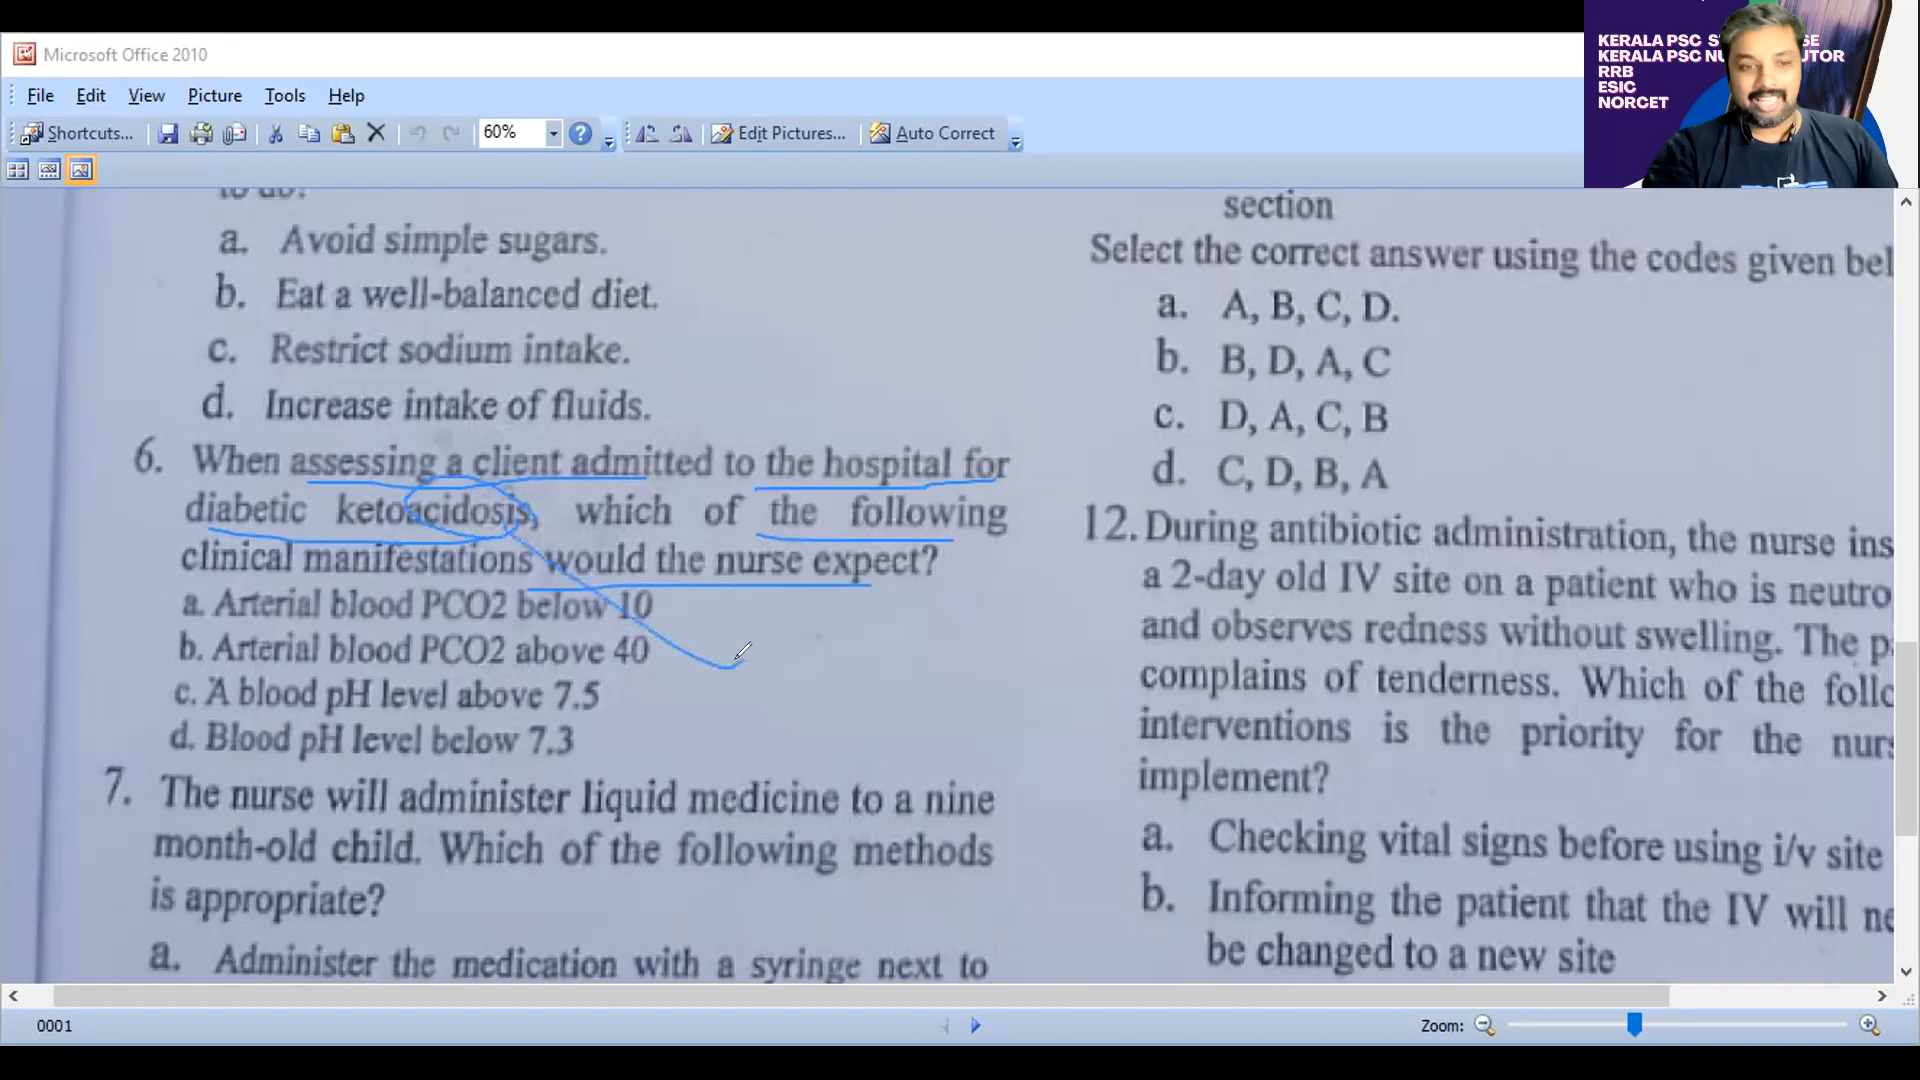 Microsoft Office 2010
File Edit View Picture Tools Help
Shortcuts... 60% Edit Pictures... Auto Correct
KERALA PSC
KERALA PSC
RRB
ESIC
NORCET
to do?
a. Avoid simple sugars.
b. Eat a well-balanced diet.
c. Restrict sodium intake.
d. Increase intake of fluids.
6. When assessing a client admitted to the hospital for
diabetic ketoacidosis, which of the following
clinical manifestations would the nurse expect?
a. Arterial blood PCO2 below 10
b. Arterial blood PCO2 above 40
c. A blood pH level above 7.5
d. Blood pH level below 7.3
7. The nurse will administer liquid medicine to a nine
month-old child. Which of the following methods
is appropriate?
a. Administer the medication with a syringe next to
section
Select the correct answer using the codes given bel
a. A, B, C, D.
b. B, D, A, C
c. D, A, C, B
d. C, D, B, A
12. During antibiotic administration, the nurse ins
a 2-day old IV site on a patient who is neutro
and observes redness without swelling. The p
complains of tenderness. Which of the follo
interventions is the priority for the nurs
implement?
a. Checking vital signs before using i/v site
b. Informing the patient that the IV will ne
be changed to a new site
0001
Zoom: